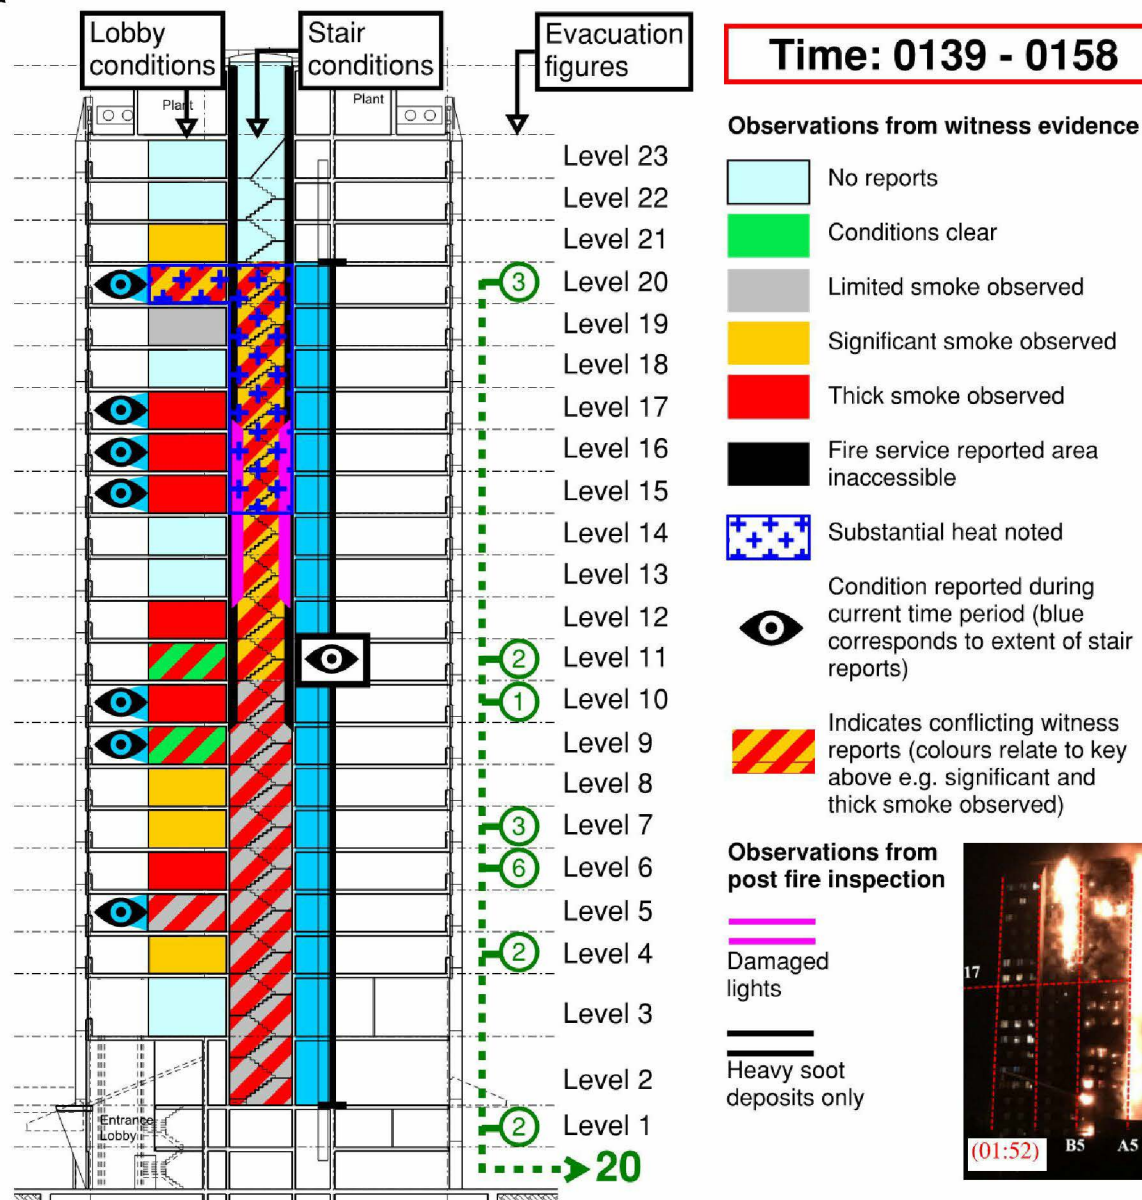 Lobby
conditions
Stair
conditions
Evacuation
figures
Time: 0139 - 0158
Plant
Plant
Observations from witness evidence
No reports
Conditions clear
Limited smoke observed
Significant smoke observed
Thick smoke observed
Fire service reported area
inaccessible
Substantial heat noted
Condition reported during
current time period (blue
corresponds to extent of stair
reports)
Indicates conflicting witness
reports (colours relate to key
above e.g. significant and
thick smoke observed)
Observations from
post fire inspection
Damaged
lights
Heavy soot
deposits only
Level 23
Level 22
Level 21
3 Level 20
Level 19
Level 18
Level 17
Level 16
Level 15
Level 14
Level 13
Level 12
2 Level 11
1 Level 10
Level 9
Level 8
3 Level 7
6 Level 6
Level 5
2 Level 4
Level 3
Level 2
2 Level 1
20
Entrance
Lobby
17
(01:52)
B5
A5